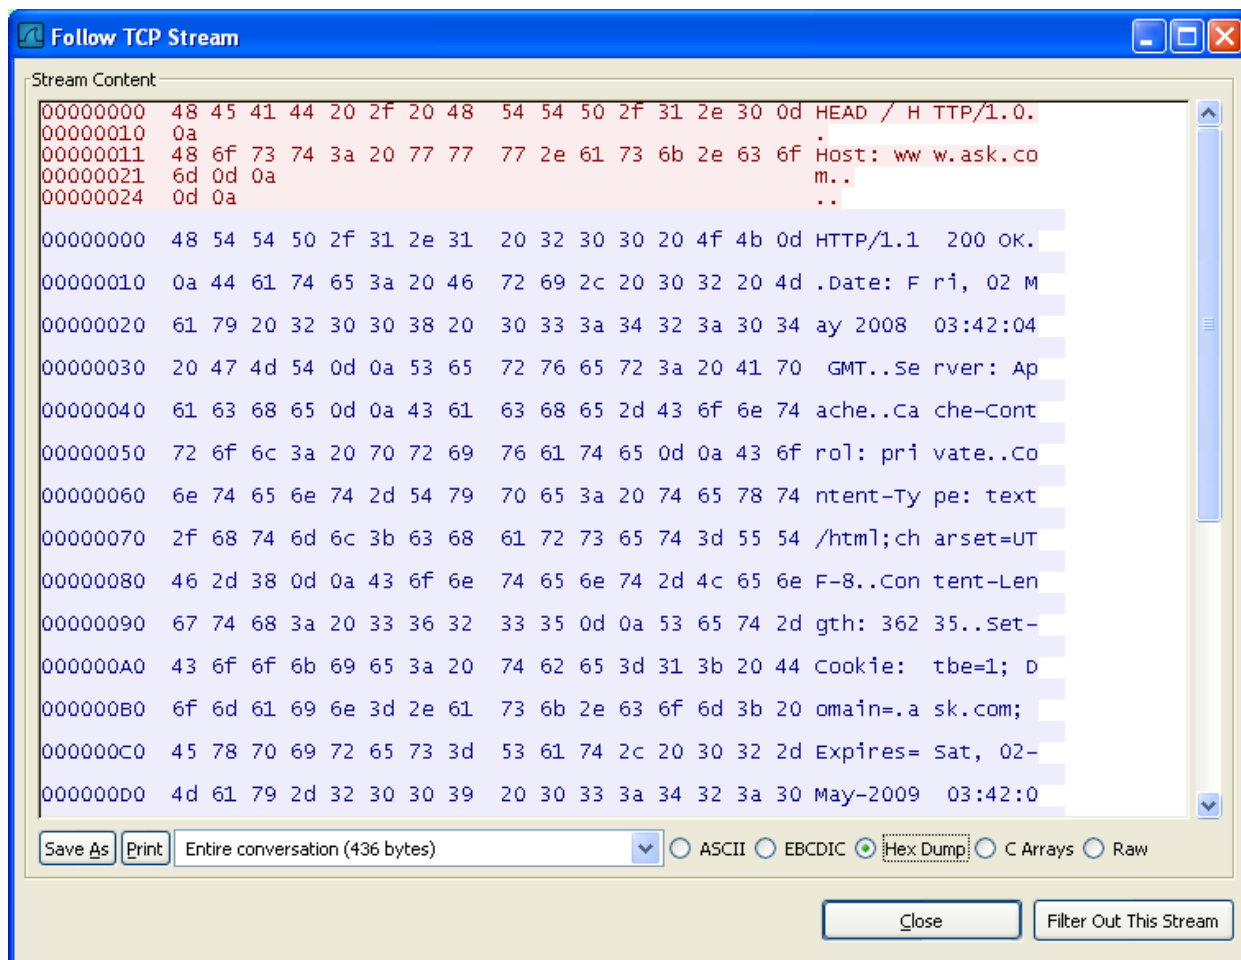 Follow TCP Stream
Stream Content
00000000  48 45 41 44 20 2f 20 48  54 54 50 2f 31 2e 30 0d HEAD / H TTP/1.0.
00000010  0a .
00000011  48 6f 73 74 3a 20 77 77  77 2e 61 73 6b 2e 63 6f Host: ww w.ask.co
00000021  6d 0d 0a m..
00000024  0d 0a ..
00000000  48 54 54 50 2f 31 2e 31  20 32 30 30 20 4f 4b 0d HTTP/1.1  200 OK.
00000010  0a 44 61 74 65 3a 20 46  72 69 2c 20 30 32 20 4d .Date: F ri, 02 M
00000020  61 79 20 32 30 30 38 20  30 33 3a 34 32 3a 30 34 ay 2008  03:42:04
00000030  20 47 4d 54 0d 0a 53 65  72 76 65 72 3a 20 41 70  GMT..Se rver: Ap
00000040  61 63 68 65 0d 0a 43 61  63 68 65 2d 43 6f 6e 74 ache..Ca che-Cont
00000050  72 6f 6c 3a 20 70 72 69  76 61 74 65 0d 0a 43 6f rol: pri vate..Co
00000060  6e 74 65 6e 74 2d 54 79  70 65 3a 20 74 65 78 74 ntent-Ty pe: text
00000070  2f 68 74 6d 6c 3b 63 68  61 72 73 65 74 3d 55 54 /html;ch arset=UT
00000080  46 2d 38 0d 0a 43 6f 6e  74 65 6e 74 2d 4c 65 6e F-8..Con tent-Len
00000090  67 74 68 3a 20 33 36 32  33 35 0d 0a 53 65 74 2d gth: 362 35..Set-
000000A0  43 6f 6f 6b 69 65 3a 20  74 62 65 3d 31 3b 20 44 Cookie:  tbe=1; D
000000B0  6f 6d 61 69 6e 3d 2e 61  73 6b 2e 63 6f 6d 3b 20 omain=.a sk.com;
000000C0  45 78 70 69 72 65 73 3d  53 61 74 2c 20 30 32 2d Expires= Sat, 02-
000000D0  4d 61 79 2d 32 30 30 39  20 30 33 3a 34 32 3a 30 May-2009  03:42:0
Save As Print Entire conversation (436 bytes) ASCII EBCDIC Hex Dump C Arrays Raw
Close Filter Out This Stream